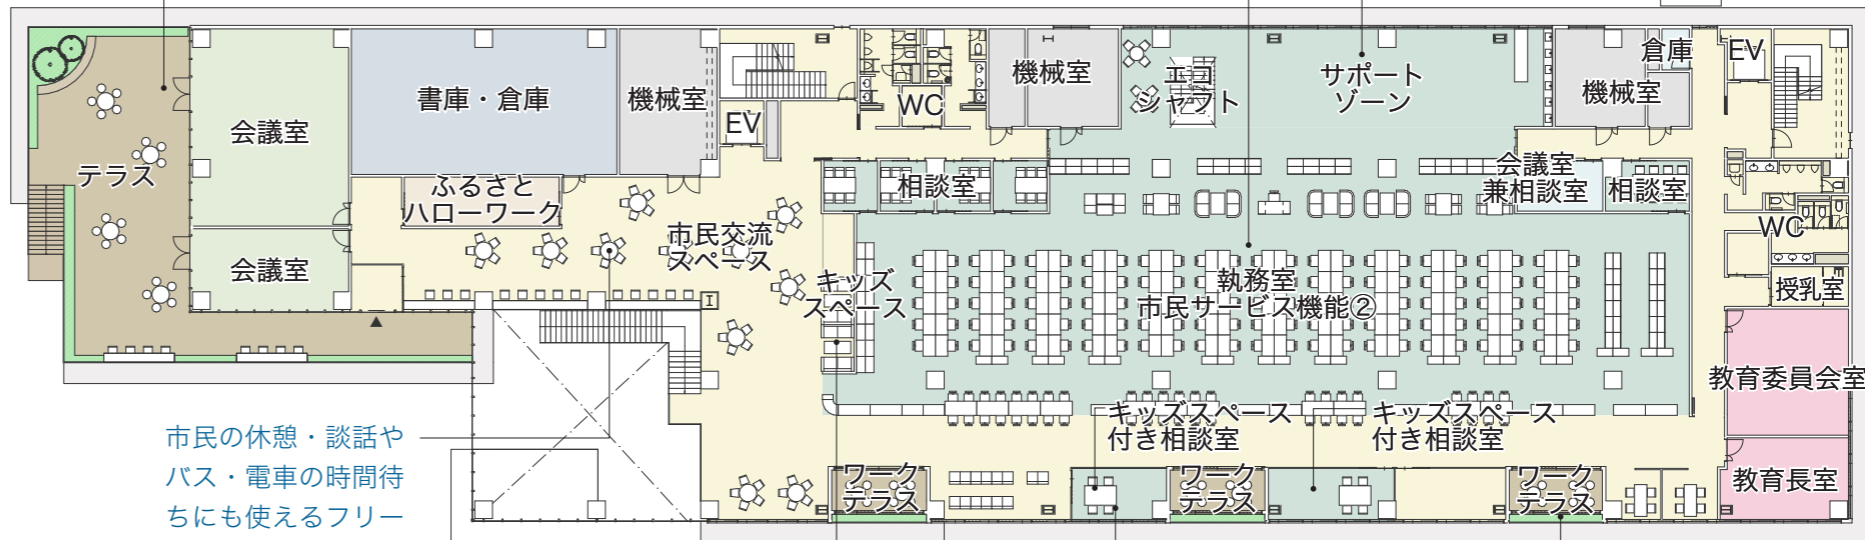 倉庫
EV
機械室
エコ
シャフト
サポート
ゾーン
機械室
書庫・倉庫
機械室
WC
EV
会議室
テラス
ふるさと
ハローワーク
相談室
会議室
兼相談室
相談室
WC
市民交流
スペース
会議室
キッズ
スペース
執務室
市民サービス機能②
授乳室
教育委員会室
キッズスペース
付き相談室
キッズスペース
付き相談室
市民の休憩・談話や
バス・電車の時間待
ちにも使えるフリー
ワーク
テラス
ワーク
テラス
ワーク
テラス
教育長室